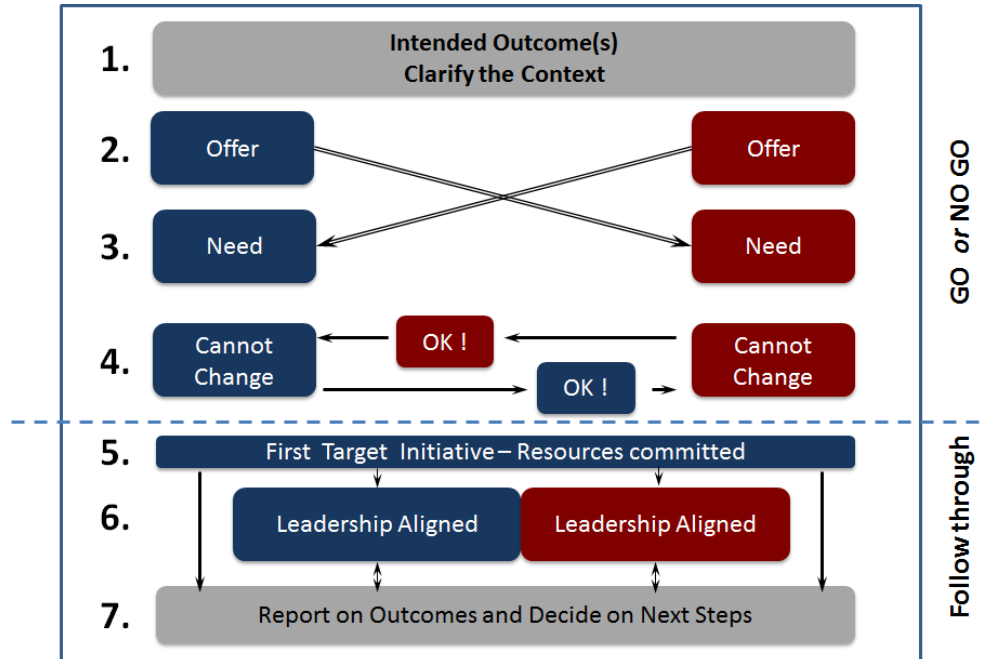 1.
Intended Outcome(s)
Clarify the Context
2.
Offer
Offer
3.
Need
Need
4.
Cannot
Change
OK !
OK !
Cannot
Change
GO or NO GO
5.
First Target Initiative – Resources committed
6.
Leadership Aligned
Leadership Aligned
7.
Report on Outcomes and Decide on Next Steps
Follow through